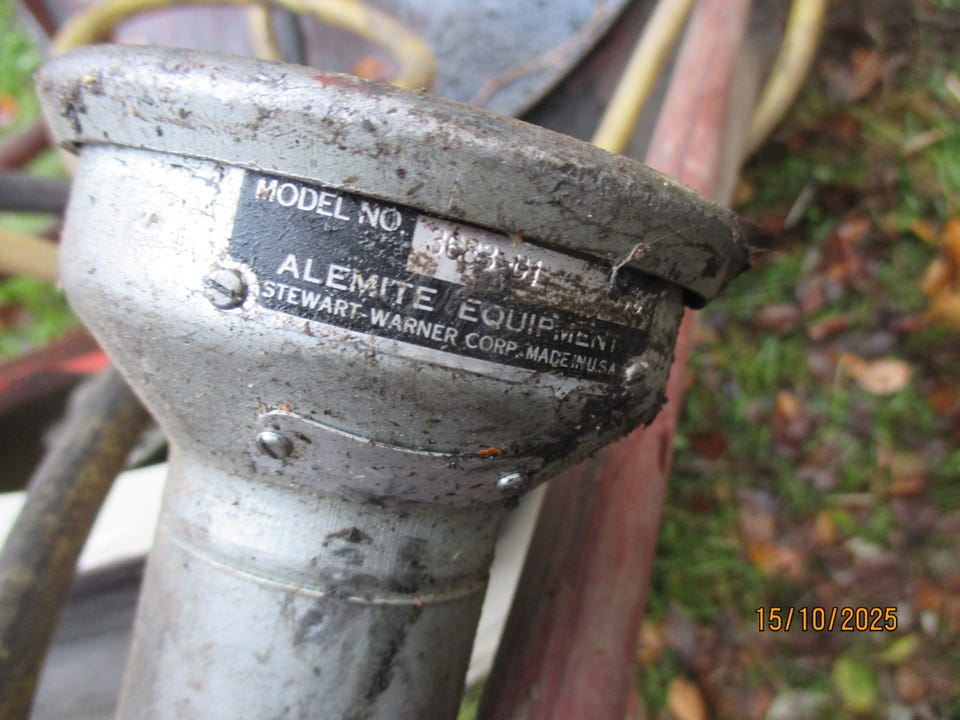 MODEL NO.
ALEMITE EQUIPMENT
STEWART-WARNER CORP. MADE IN U.S.A.
15/10/2025